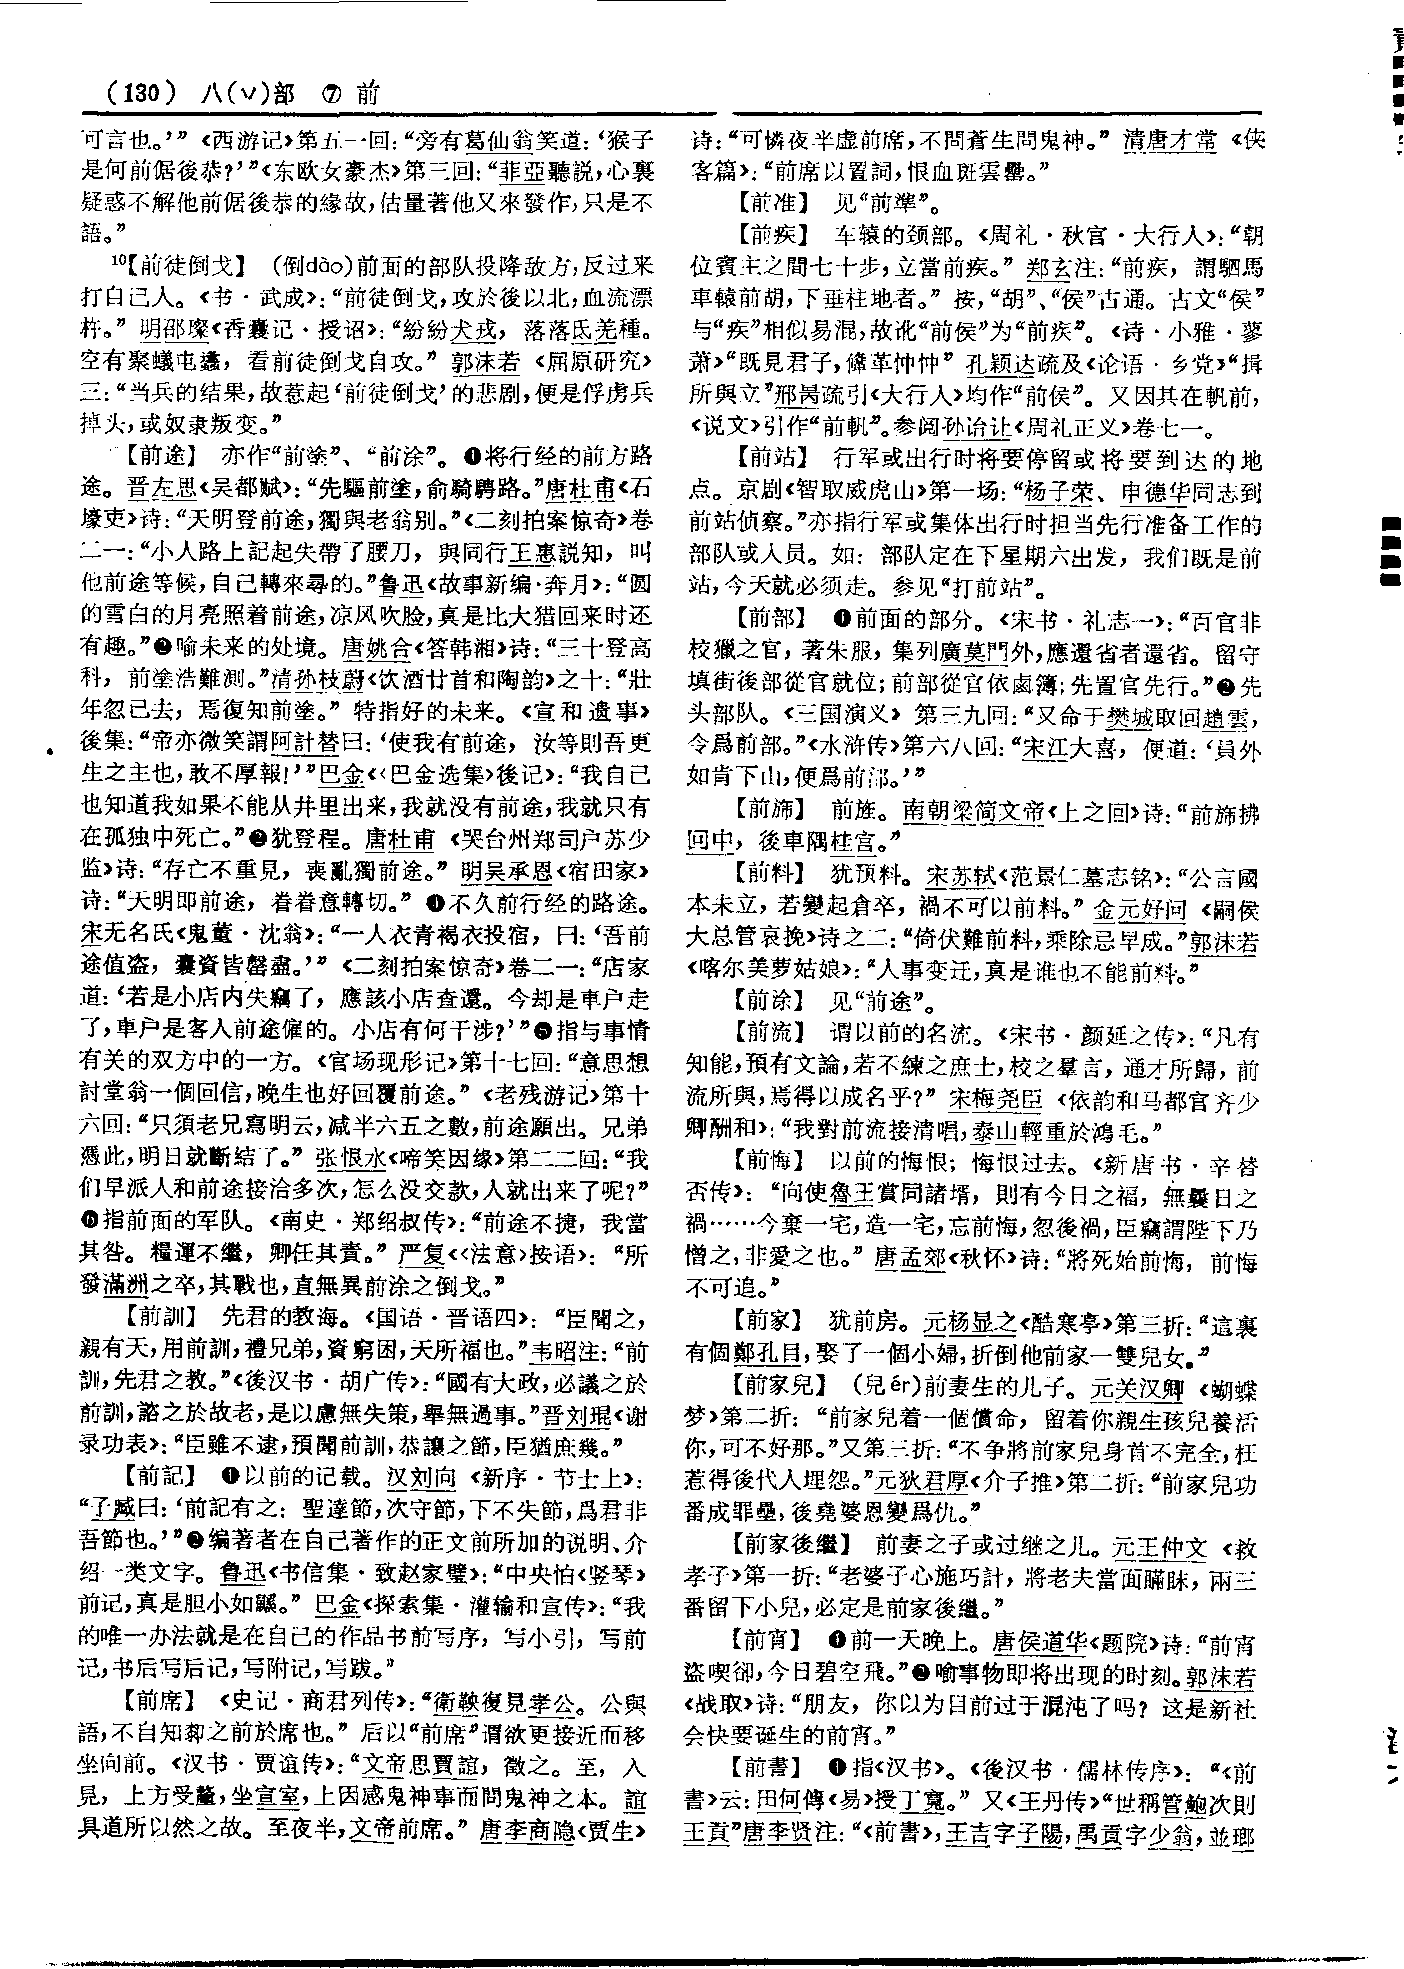 (130) 八(丷)部 ⑦ 前
可言也。’” 《西游记》第五一回：“旁有葛仙翁笑道：‘猴子
是何前倨後恭？’”《东欧女豪杰》第三回：“菲亞聽説，心裏
疑惑不解他前倨後恭的緣故，估量著他又來發作，只是不
語。”
¹⁰【前徒倒戈】 （倒dào）前面的部队投降敌方，反过来
打自己人。《书·武成》：“前徒倒戈，攻於後以北，血流漂
杵。” 明邵璨《香囊记·授诏》：“紛紛犬戎， 落落氐羌種。
空有聚蟻屯蠭， 看前徒倒戈自攻。” 郭沫若 《屈原研究》
三：“当兵的结果，故惹起‘前徒倒戈’的悲剧，便是俘虏兵
掉头，或奴隶叛变。”
【前途】 亦作“前塗”、“前涂”。 ❶将行经的前方路
途。 晋左思《吴都赋》：“先驅前塗，俞騎騁路。”唐杜甫《石
壕吏》诗：“天明登前途，獨與老翁别。”《二刻拍案惊奇》卷
二一：“小人路上記起失帶了腰刀， 與同行王惠説知， 叫
他前途等候，自己轉來尋的。”鲁迅《故事新编·奔月》：“圆
的雪白的月亮照着前途，凉风吹脸，真是比大猎回来时还
有趣。”❷喻未来的处境。 唐姚合《答韩湘》诗：“三十登高
科， 前塗浩難測。”清孙枝蔚《饮酒廿首和陶韵》之十：“壯
年忽已去， 焉復知前塗。” 特指好的未来。《宣和遗事》
後集：“帝亦微笑謂阿計替曰：‘使我有前途， 汝等則吾更
生之主也，敢不厚報！’”巴金《〈巴金选集〉後记》：“我自己
也知道我如果不能从井里出来，我就没有前途，我就只有
在孤独中死亡。”❷犹登程。 唐杜甫 《哭台州郑司户苏少
监》诗：“存亡不重見， 喪亂獨前途。” 明吴承恩《宿田家》
诗：“天明即前途， 眷眷意轉切。” ❹不久前行经的路途。
宋无名氏《鬼董·沈翁》：“一人衣青褐衣投宿， 曰：‘吾前
途值盗， 囊資皆罄盡。’” 《二刻拍案惊奇》卷二一：“店家
道：‘若是小店内失竊了， 應該小店查還。今却是車户走
了，車户是客人前途僱的。小店有何干涉？’”❺指与事情
有关的双方中的一方。《官场现形记》第十七回：“意思想
討堂翁一個回信，晚生也好回覆前途。” 《老残游记》第十
六回：“只須老兄寫明云，减半六五之數，前途願出。兄弟
憑此，明日就斷結了。” 张恨水《啼笑因缘》第二二回：“我
们早派人和前途接洽多次，怎么没交款，人就出来了呢？”
❻指前面的军队。《南史·郑绍叔传》：“前途不捷， 我當
其咎。糧運不繼， 卿任其責。” 严复《〈法意〉按语》： “所
發滿洲之卒，其戰也，直無異前涂之倒戈。”
【前訓】 先君的教诲。《国语·晋语四》： “臣聞之，
親有天，用前訓，禮兄弟，資窮困，天所福也。”韦昭注：“前
訓，先君之教。”《後汉书·胡广传》：“國有大政，必議之於
前訓，諮之於故老，是以慮無失策，舉無過事。”晋刘琨《谢
录功表》：“臣雖不逮，預聞前訓，恭讓之節，臣猶庶幾。”
【前記】 ❶以前的记载。汉刘向 《新序·节士上》：
“子臧曰：‘前記有之： 聖達節，次守節，下不失節，爲君非
吾節也。’”❷编著者在自己著作的正文前所加的说明、介
绍一类文字。 鲁迅《书信集·致赵家璧》：“中央怕《竖琴》
前记，真是胆小如鼷。” 巴金《探索集·灌输和宣传》：“我
的唯一办法就是在自己的作品书前写序， 写小引， 写前
记，书后写后记，写附记，写跋。”
【前席】 《史记·商君列传》：“衛鞅復見孝公。公與
語，不自知厀之前於席也。” 后以“前席”谓欲更接近而移
坐向前。《汉书·贾谊传》：“文帝思賈誼， 徵之。至， 入
見， 上方受釐，坐宣室，上因感鬼神事而問鬼神之本。誼
具道所以然之故。至夜半，文帝前席。” 唐李商隐《贾生》
诗：“可憐夜半虚前席，不問蒼生問鬼神。” 清唐才常 《侠
客篇》：“前席以置詞，恨血斑雲罍。”
【前准】 见“前準”。
【前疾】 车辕的颈部。《周礼·秋官·大行人》：“朝
位賓主之間七十步，立當前疾。” 郑玄注：“前疾， 謂駟馬
車轅前胡，下垂柱地者。” 按，“胡”、“侯”古通。古文“侯”
与“疾”相似易混，故讹“前侯”为“前疾”。《诗·小雅·蓼
萧》“既見君子，鞗革忡忡” 孔颖达疏及《论语·乡党》“揖
所與立”邢昺疏引《大行人》均作“前侯”。又因其在軓前，
《说文》引作“前軓”。参阅孙诒让《周礼正义》卷七一。
【前站】 行军或出行时将要停留或将要到达的地
点。京剧《智取威虎山》第一场：“杨子荣、申德华同志到
前站侦察。”亦指行军或集体出行时担当先行准备工作的
部队或人员。如： 部队定在下星期六出发， 我们既是前
站，今天就必须走。 参见“打前站”。
【前部】 ❶前面的部分。《宋书·礼志一》：“百官非
校獵之官， 著朱服， 集列廣莫門外，應還省者還省。留守
填街後部從官就位；前部從官依鹵簿；先置官先行。”❷先
头部队。《三国演义》 第三九回：“又命于樊城取回趙雲，
令爲前部。”《水浒传》第六八回：“宋江大喜， 便道：‘員外
如肯下山，便爲前部。’”
【前旆】 前旌。 南朝梁简文帝《上之回》诗：“前旆拂
回中， 後車隅桂宫。”
【前料】 犹预料。 宋苏轼《范景仁墓志铭》：“公言國
本未立， 若變起倉卒， 禍不可以前料。” 金元好问 《嗣侯
大总管哀挽》诗之二：“倚伏難前料，乘除忌早成。”郭沫若
《喀尔美萝姑娘》：“人事变迁，真是谁也不能前料。”
【前涂】 见“前途”。
【前流】 谓以前的名流。《宋书·颜延之传》：“凡有
知能，預有文論，若不練之庶士，校之羣言， 通才所歸， 前
流所與，焉得以成名乎？” 宋梅尧臣 《依韵和马都官齐少
卿酬和》：“我對前流接清唱，泰山輕重於鴻毛。”
【前悔】 以前的悔恨；悔恨过去。《新唐书·辛替
否传》： “向使魯王賞同諸壻， 則有今日之福， 無曩日之
禍……今棄一宅，造一宅，忘前悔，忽後禍，臣竊謂陛下乃
憎之，非愛之也。” 唐孟郊《秋怀》诗：“將死始前悔， 前悔
不可追。”
【前家】 犹前房。元杨显之《酷寒亭》第三折：“這裏
有個鄭孔目，娶了一個小婦，折倒他前家一雙兒女。”
【前家兒】 （兒ér）前妻生的儿子。元关汉卿 《蝴蝶
梦》第二折： “前家兒着一個償命， 留着你親生孩兒養活
你，可不好那。”又第三折：“不争將前家兒身首不完全，枉
惹得後代人埋怨。”元狄君厚《介子推》第二折：“前家兒功
番成罪壘，後堯婆恩變爲仇。”
【前家後繼】 前妻之子或过继之儿。元王仲文 《救
孝子》第一折：“老婆子心施巧計， 將老夫當面瞞昧， 兩三
番留下小兒，必定是前家後繼。”
【前宵】 ❶前一天晚上。 唐侯道华《题院》诗：“前宵
盜喫卻，今日碧空飛。”❷喻事物即将出现的时刻。郭沫若
《战取》诗：“朋友， 你以为目前过于混沌了吗？这是新社
会快要诞生的前宵。”
【前書】 ❶指《汉书》。《後汉书·儒林传序》： “《前
書》云：田何傳《易》授丁寬。” 又《王丹传》“世稱管鮑次則
王貢”唐李贤注：“《前書》，王吉字子陽，禹貢字少翁，並瑯